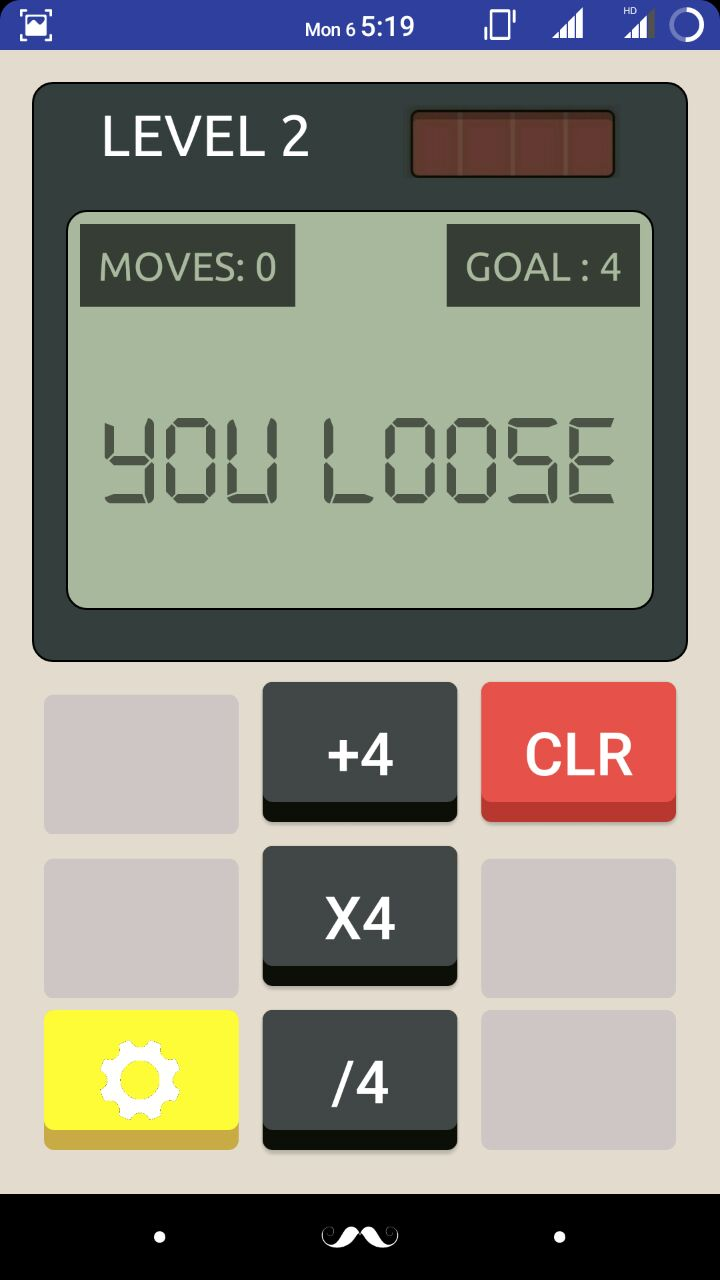 Mon 6 5:19
HD
LEVEL 2
MOVES: 0
GOAL : 4
YOU LOOSE
+4
CLR
X4
/4